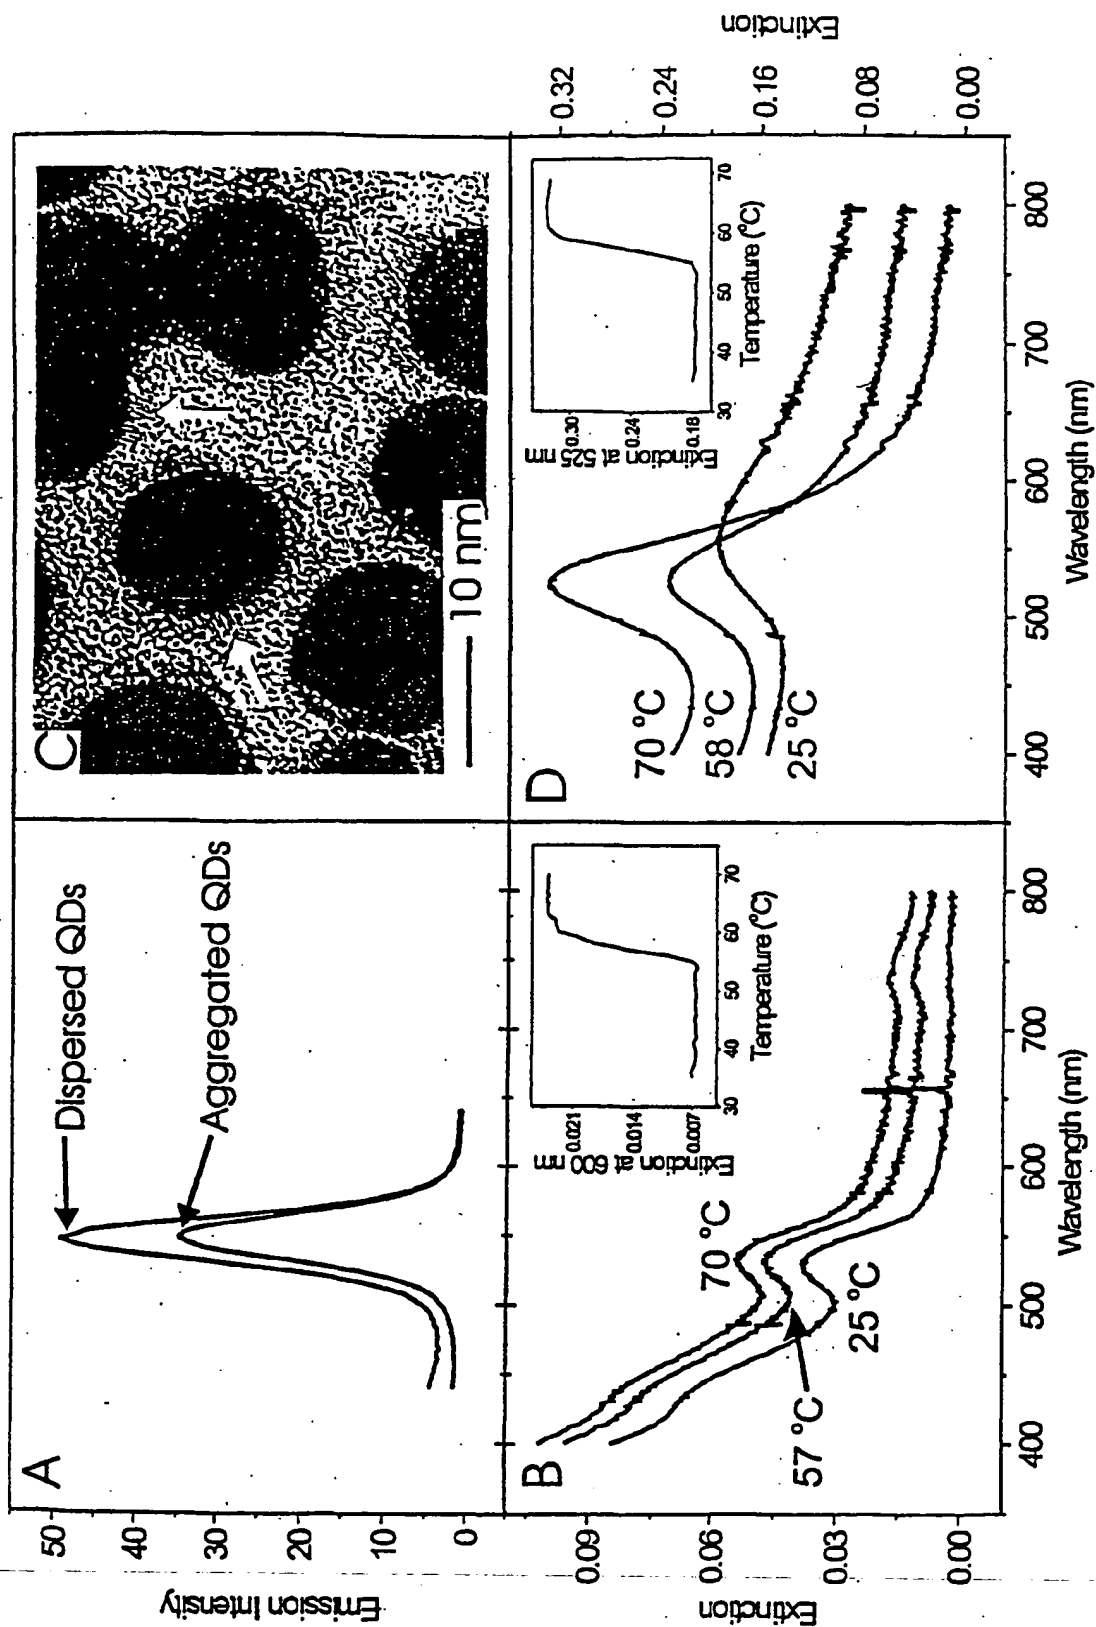 A
Dispersed QDs
Aggregated QDs
50
40
30
20
10
0
Emission Intensity
C
10 nm
B
70 °C
57 °C
25 °C
0.09
0.06
0.03
0.00
Extinction
400
500
600
700
800
Wavelength (nm)
Extinction at 600 nm
0.021
0.014
0.007
30
40
50
60
70
Temperature (°C)
D
70 °C
58 °C
25 °C
Extinction at 525 nm
0.30
0.24
0.18
30
40
50
60
70
Temperature (°C)
400
500
600
700
800
Wavelength (nm)
0.32
0.24
0.16
0.08
0.00
Extinction